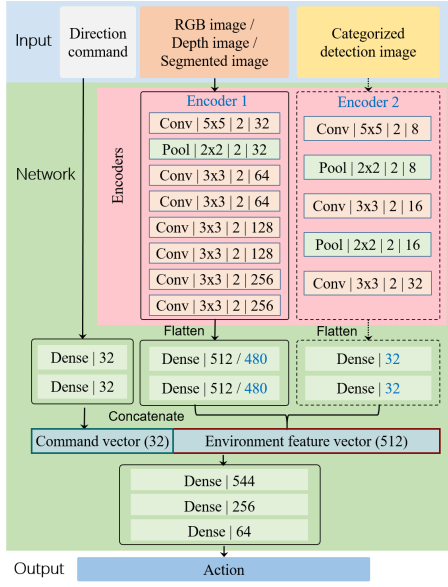 Input
Direction
command
RGB image /
Depth image /
Segmented image
Categorized
detection image
Network
Encoders
Encoder 1
Conv | 5x5 | 2 | 32
Pool | 2x2 | 2 | 32
Conv | 3x3 | 2 | 64
Conv | 3x3 | 2 | 64
Conv | 3x3 | 2 | 128
Conv | 3x3 | 2 | 128
Conv | 3x3 | 2 | 256
Conv | 3x3 | 2 | 256
Encoder 2
Conv | 5x5 | 2 | 8
Pool | 2x2 | 2 | 8
Conv | 3x3 | 2 | 16
Pool | 2x2 | 2 | 16
Conv | 3x3 | 2 | 32
Flatten
Flatten
Dense | 32
Dense | 32
Dense | 512 / 480
Dense | 512 / 480
Dense | 32
Dense | 32
Concatenate
Command vector (32)
Environment feature vector (512)
Dense | 544
Dense | 256
Dense | 64
Output
Action